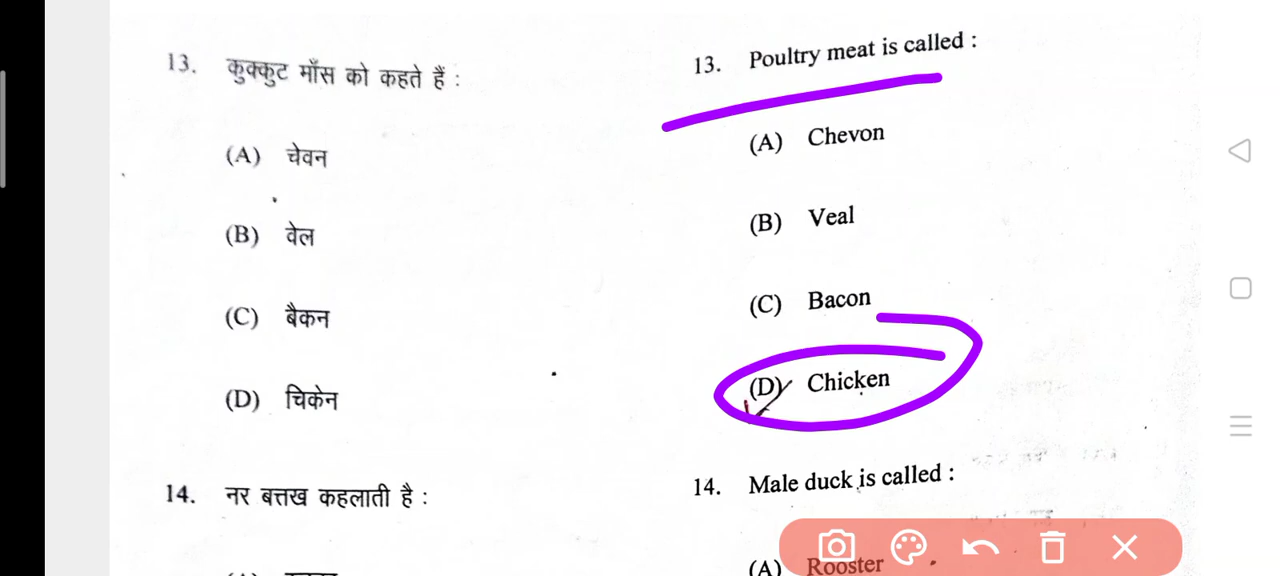 13. कुक्कुट माँस को कहते हैं :
(A) चेवन
(B) वेल
(C) बैकन
(D) चिकेन
14. नर बत्तख कहलाती है :
13. Poultry meat is called :
(A) Chevon
(B) Veal
(C) Bacon
(D) Chicken
14. Male duck is called :
(A) Rooster